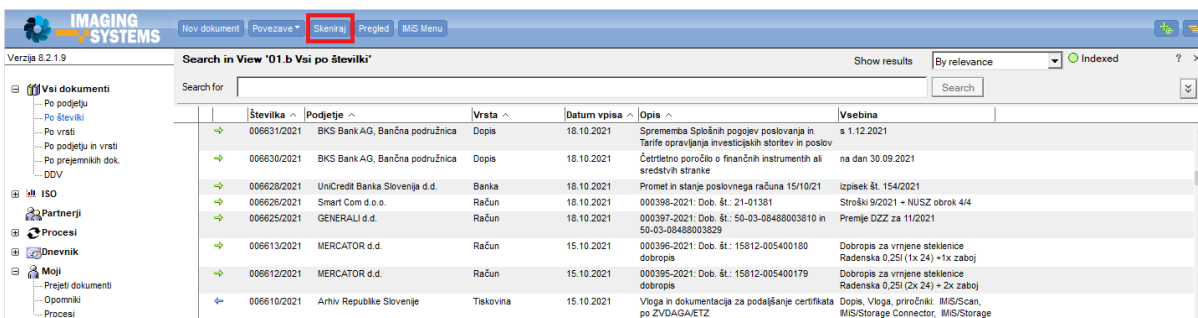 IMAGING
SYSTEMS
Nov dokument Povezave Skeniraj Pregled IMiS Menu
Verzija 8.2.1.9
Search in View '01.b Vsi po številki'
Show results By relevance Indexed ? ×
Search for Search
Vsi dokumenti
Po podjetju
Po številki
Po vrsti
Po podjetju in vrsti
Po prejemnikih dok.
DDV
ISO
Partnerji
Procesi
Dnevnik
Moji
Prejeti dokumenti
Opomniki
Procesi
Številka Podjetje Vrsta Datum vpisa Opis Vsebina
006631/2021 BKS Bank AG, Bančna podružnica Dopis 18.10.2021 Sprememba Splošnih pogojev poslovanja in s 1.12.2021
Tarife opravljanja investicijskih storitev in poslov
006630/2021 BKS Bank AG, Bančna podružnica Dopis 18.10.2021 Četrtletno poročilo o finančnih instrumentih ali na dan 30.09.2021
sredstvih stranke
006628/2021 UniCredit Banka Slovenija d.d. Banka 18.10.2021 Promet in stanje poslovnega računa 15/10/21 izpisek št. 154/2021
006626/2021 Smart Com d.o.o. Račun 18.10.2021 000398-2021: Dob. št.: 21-01381 Stroški 9/2021 + NUSZ obrok 4/4
006625/2021 GENERALI d.d. Račun 18.10.2021 000397-2021: Dob. št.: 50-03-08488003810 in Premije DZZ za 11/2021
50-03-08488003829
006613/2021 MERCATOR d.d. Račun 15.10.2021 000396-2021: Dob. št.: 15812-005400180 Dobropis za vrnjene steklenice
dobropis Radenska 0,25l (1x 24) +1x zaboj
006612/2021 MERCATOR d.d. Račun 15.10.2021 000395-2021: Dob. št.: 15812-005400179 Dobropis za vrnjene steklenice
dobropis Radenska 0,25l (2x 24) + 2x zaboj
006610/2021 Arhiv Republike Slovenije Tiskovina 15.10.2021 Vloga in dokumentacija za podaljšanje certifikata Dopis, Vloga, priročniki: IMiS/Scan,
po ZVDAGA/ETZ IMiS/Storage Connector, IMiS/Storage